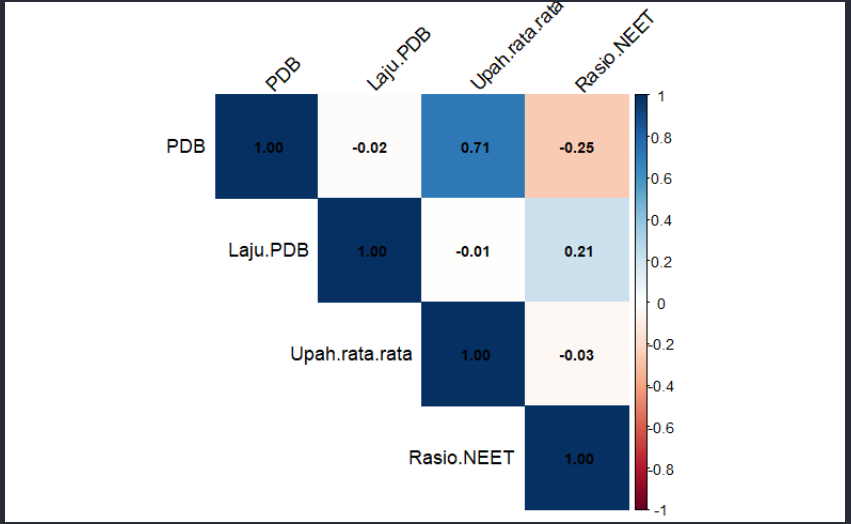 PDB
Laju.PDB
Upah.rata.rata
Rasio.NEET
PDB 1.00 -0.02 0.71 -0.25
Laju.PDB 1.00 -0.01 0.21
Upah.rata.rata 1.00 -0.03
Rasio.NEET 1.00
1
0.8
0.6
0.4
0.2
0
-0.2
-0.4
-0.6
-0.8
-1